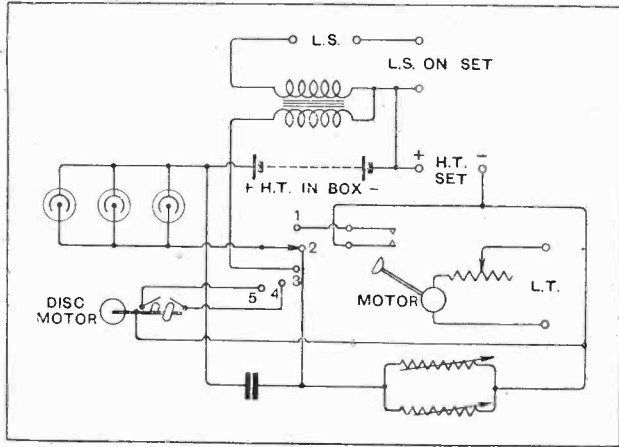 L.S.
L.S. ON SET
+ H.T. -
SET
+ H.T. IN BOX -
1
2
3
4
5
DISC
MOTOR
MOTOR
L.T.